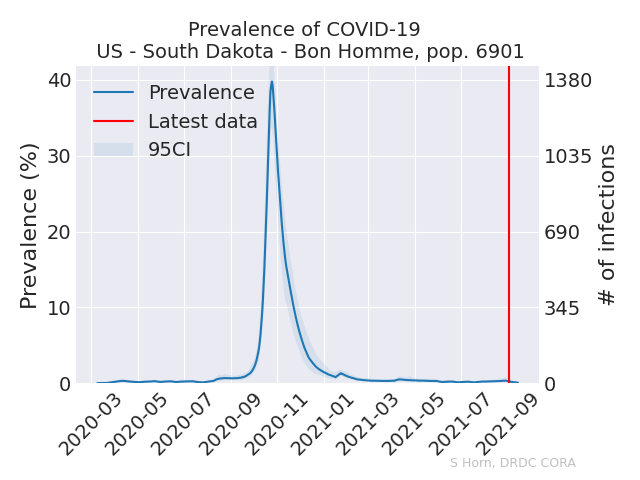 Prevalence of COVID-19
US - South Dakota - Bon Homme, pop. 6901
Prevalence
Latest data
95CI
Prevalence (%)
40
30
20
10
0
1380
1035
690
345
0
# of infections
2020-03
2020-05
2020-07
2020-09
2020-11
2021-01
2021-03
2021-05
2021-07
2021-09
S Horn, DRDC CORA